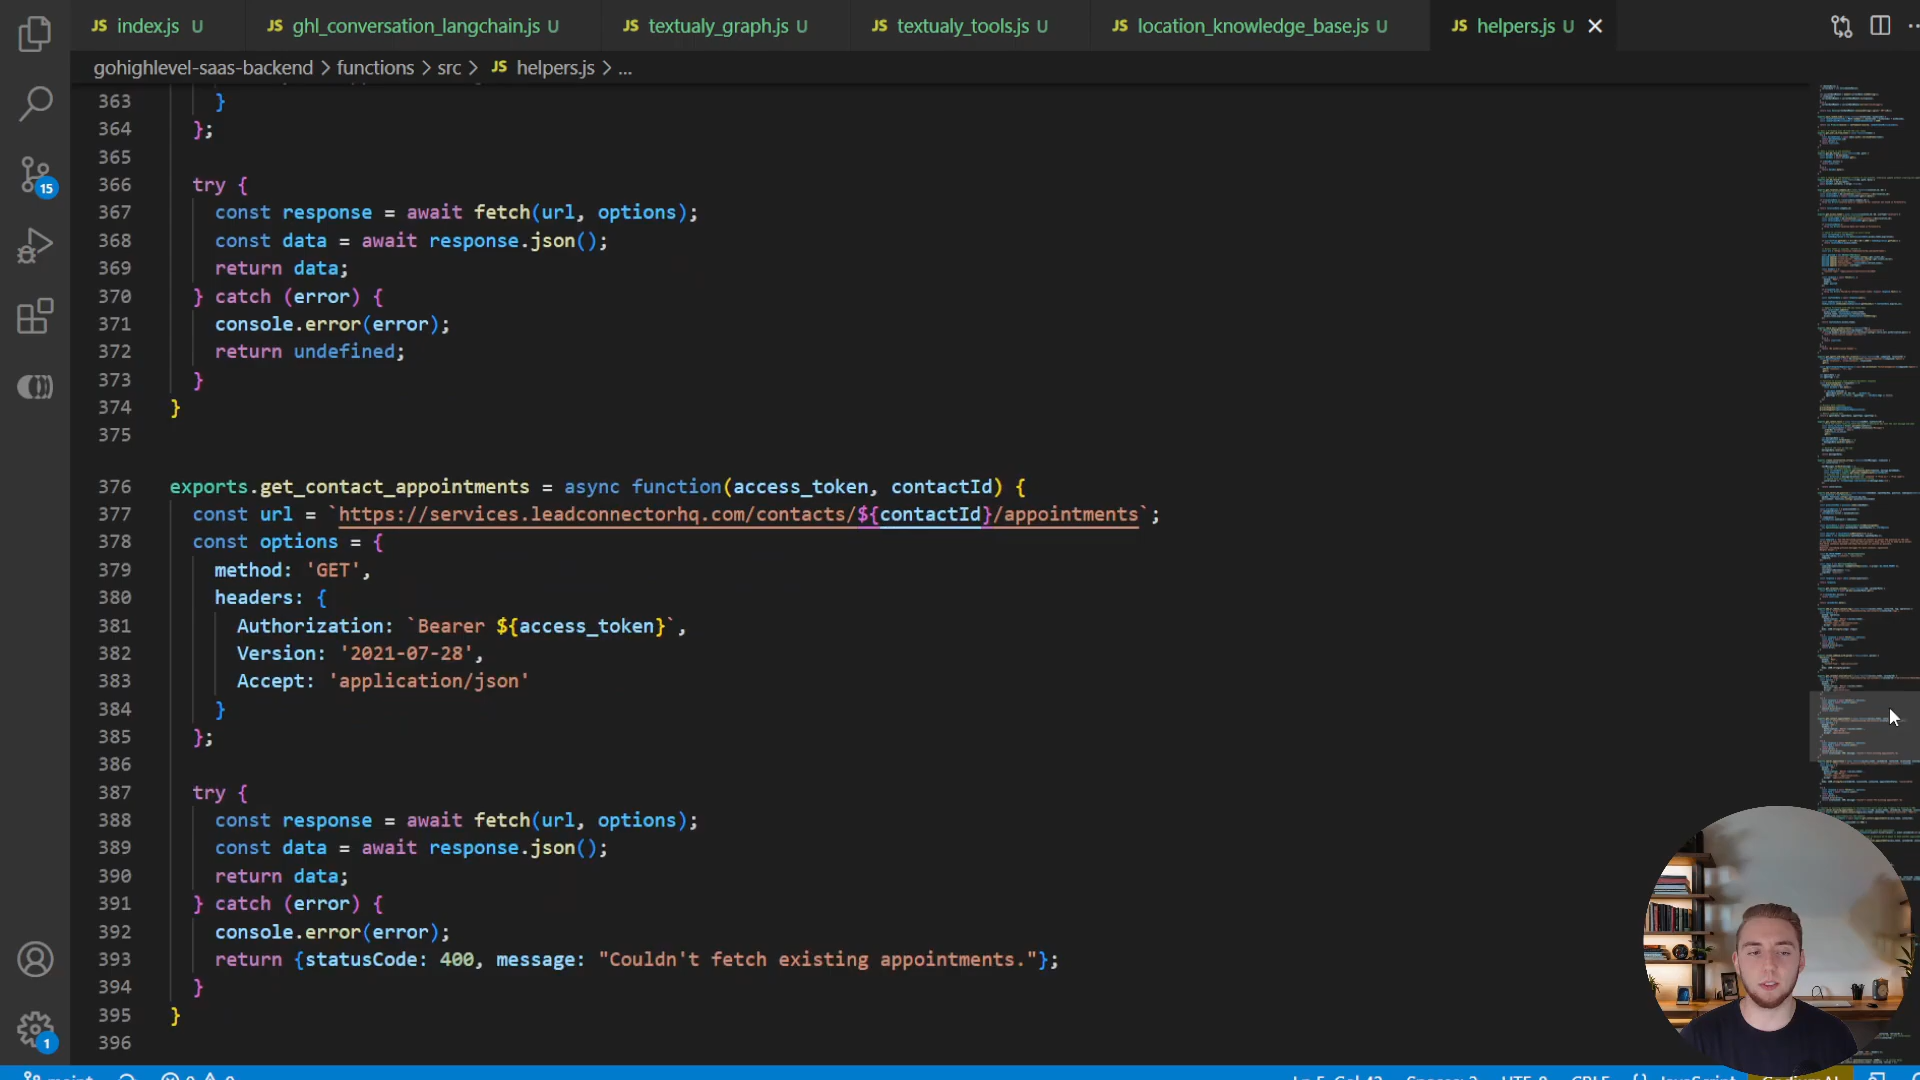 JS index.js U
JS ghl_conversation_langchain.js U
JS textualy_graph.js U
JS textualy_tools.js U
JS location_knowledge_base.js U
JS helpers.js U
gohighlevel-saas-backend > functions > src > JS helpers.js > ...
363 }
364 };
365
366 try {
367 const response = await fetch(url, options);
368 const data = await response.json();
369 return data;
370 } catch (error) {
371 console.error(error);
372 return undefined;
373 }
374 }
375
376 exports.get_contact_appointments = async function(access_token, contactId) {
377 const url = `https://services.leadconnectorhq.com/contacts/${contactId}/appointments`;
378 const options = {
379 method: 'GET',
380 headers: {
381 Authorization: `Bearer ${access_token}`,
382 Version: '2021-07-28',
383 Accept: 'application/json'
384 }
385 };
386
387 try {
388 const response = await fetch(url, options);
389 const data = await response.json();
390 return data;
391 } catch (error) {
392 console.error(error);
393 return {statusCode: 400, message: "Couldn't fetch existing appointments."};
394 }
395 }
396
15
1